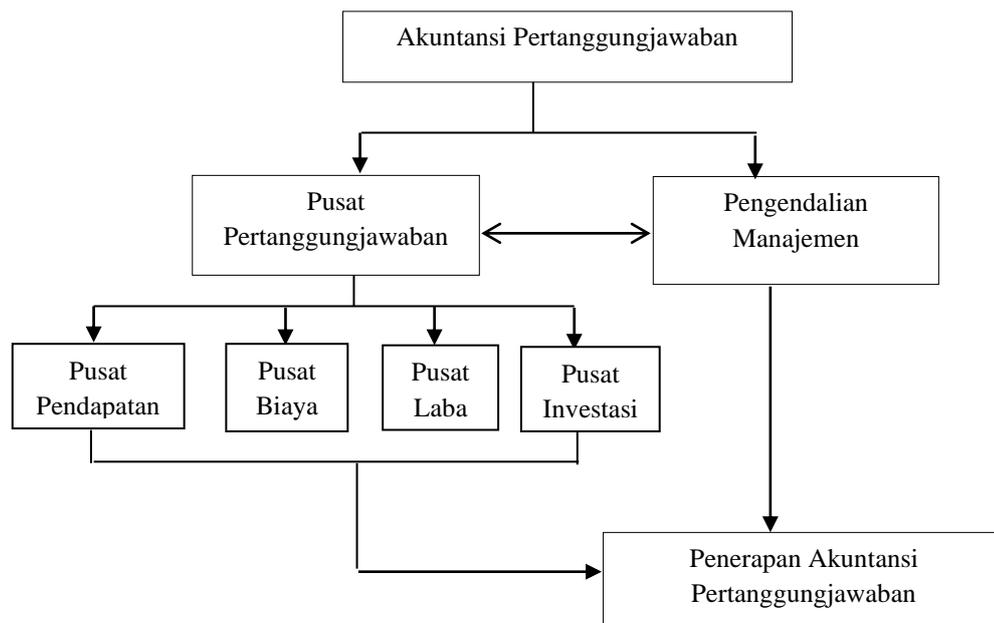 Akuntansi Pertanggungjawaban
Pusat
Pertanggungjawaban
Pengendalian
Manajemen
Pusat
Pendapatan
Pusat
Biaya
Pusat
Laba
Pusat
Investasi
Penerapan Akuntansi
Pertanggungjawaban